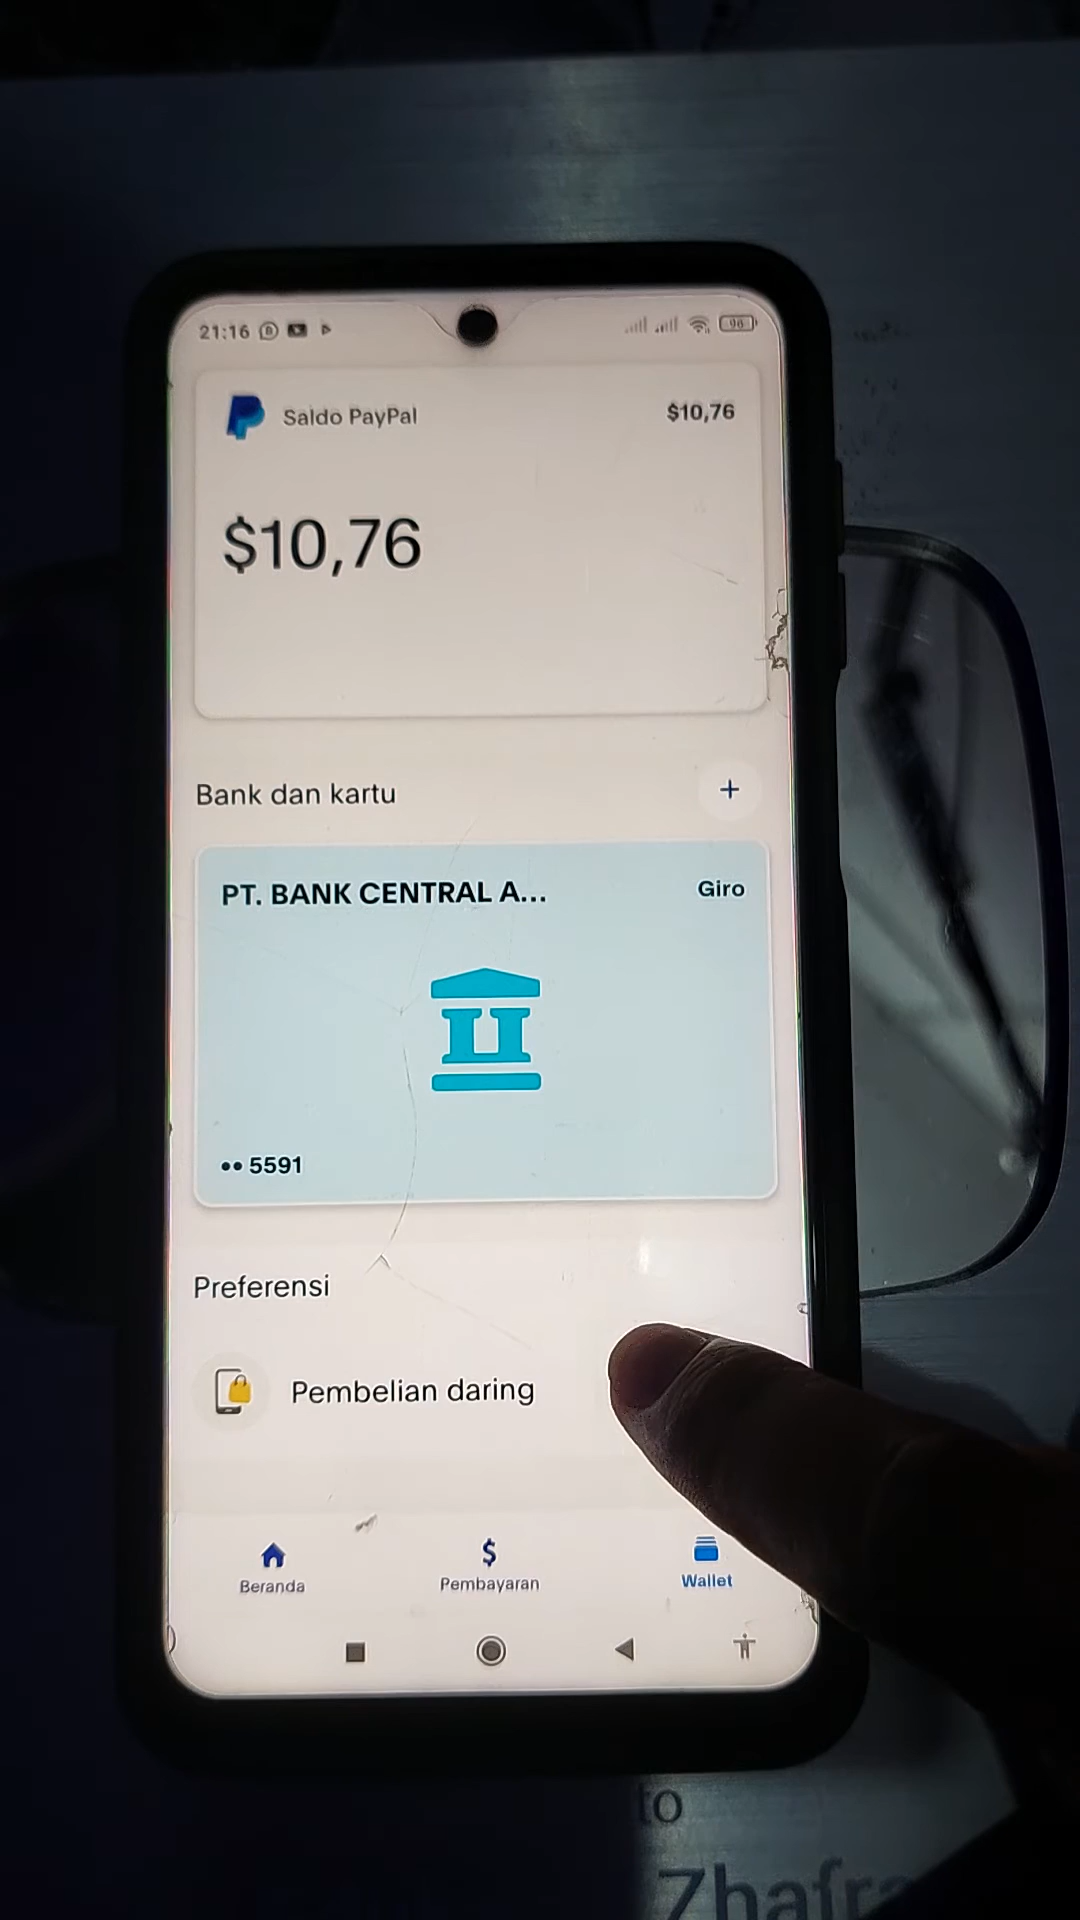 21:16
96
Saldo PayPal
$10,76
$10,76
Bank dan kartu
+
PT. BANK CENTRAL A...
Giro
•• 5591
Preferensi
Pembelian daring
Beranda
$
Pembayaran
Wallet
to